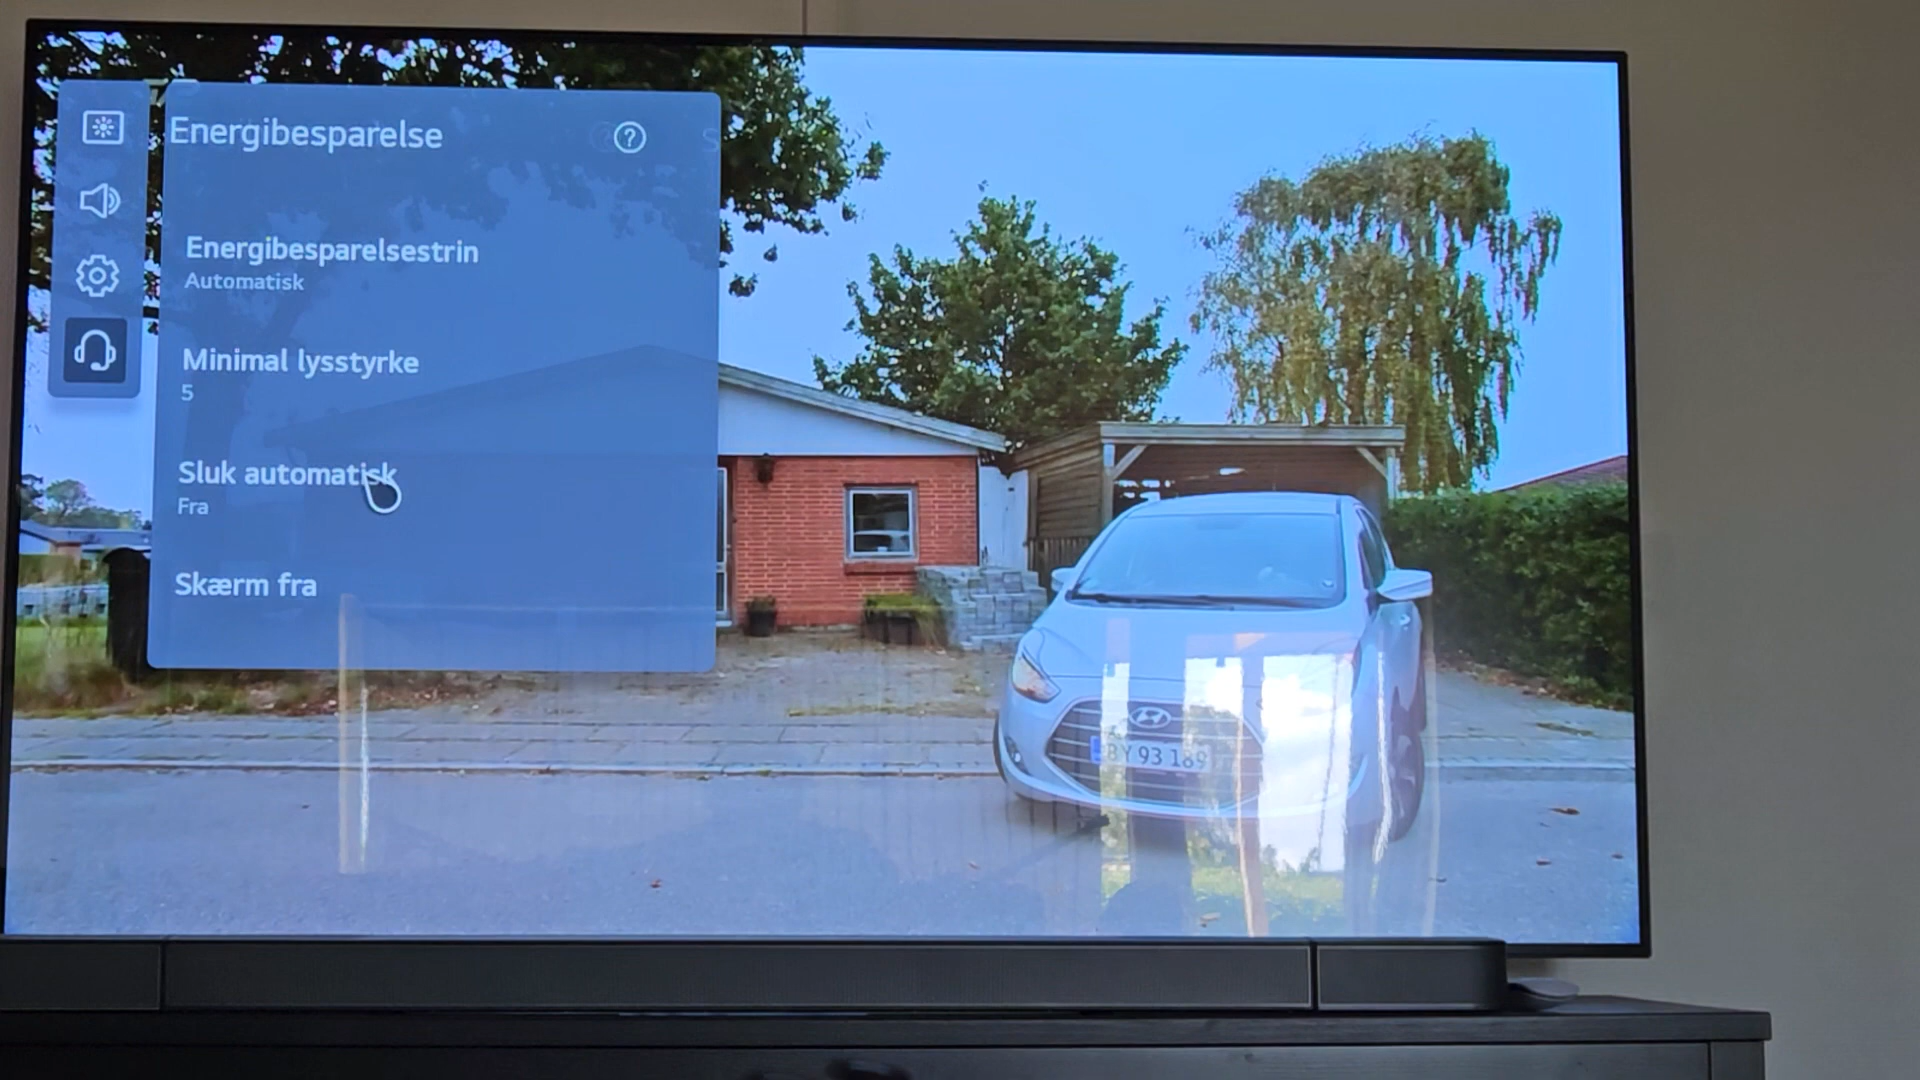 Energibesparelse
Energibesparelsestrin
Automatisk
Minimal lysstyrke
5
Sluk automatisk
Fra
Skærm fra
BY 93 189